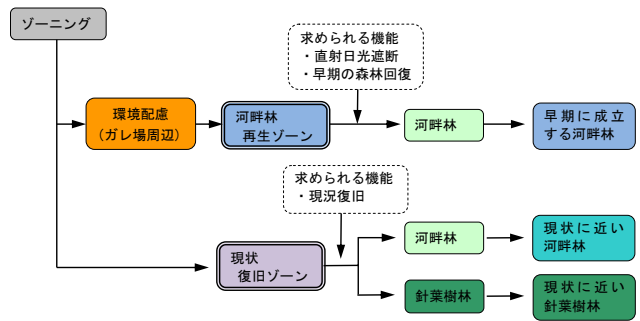 ゾーニング
求められる機能
・直射日光遮断
・早期の森林回復
環境配慮
(ガレ場周辺)
河畔林
再生ゾーン
河畔林
早期に成立
する河畔林
求められる機能
・現況復旧
現状
復旧ゾーン
河畔林
現状に近い
河畔林
針葉樹林
現状に近い
針葉樹林